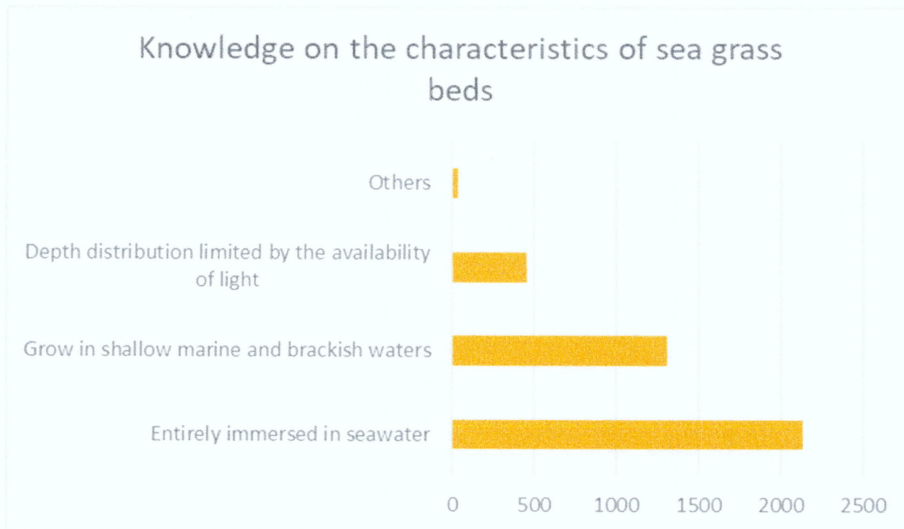 Knowledge on the characteristics of sea grass
beds
Others
Depth distribution limited by the availability
of light
Grow in shallow marine and brackish waters
Entirely immersed in seawater
0 500 1000 1500 2000 2500